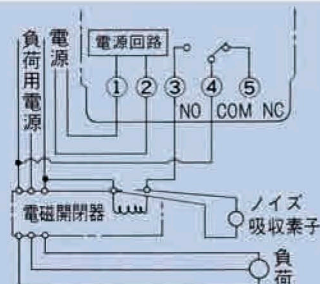 負荷用電源
電源
電源回路
① ② ③ ④ ⑤
NO COM NC
電磁開閉器
ノイズ
吸収素子
負荷